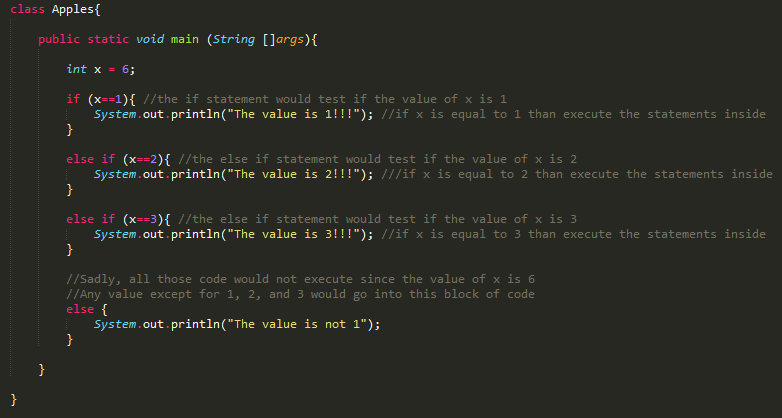 class Apples{
public static void main (String []args){
int x = 6;
if (x==1){ //the if statement would test if the value of x is 1
System.out.println("The value is 1!!!"); //if x is equal to 1 than execute the statements inside
}
else if (x==2){ //the else if statement would test if the value of x is 2
System.out.println("The value is 2!!!"); ///if x is equal to 2 than execute the statements inside
}
else if (x==3){ //the else if statement would test if the value of x is 3
System.out.println("The value is 3!!!"); //if x is equal to 3 than execute the statements inside
}
//Sadly, all those code would not execute since the value of x is 6
//Any value except for 1, 2, and 3 would go into this block of code
else {
System.out.println("The value is not 1");
}
}
}